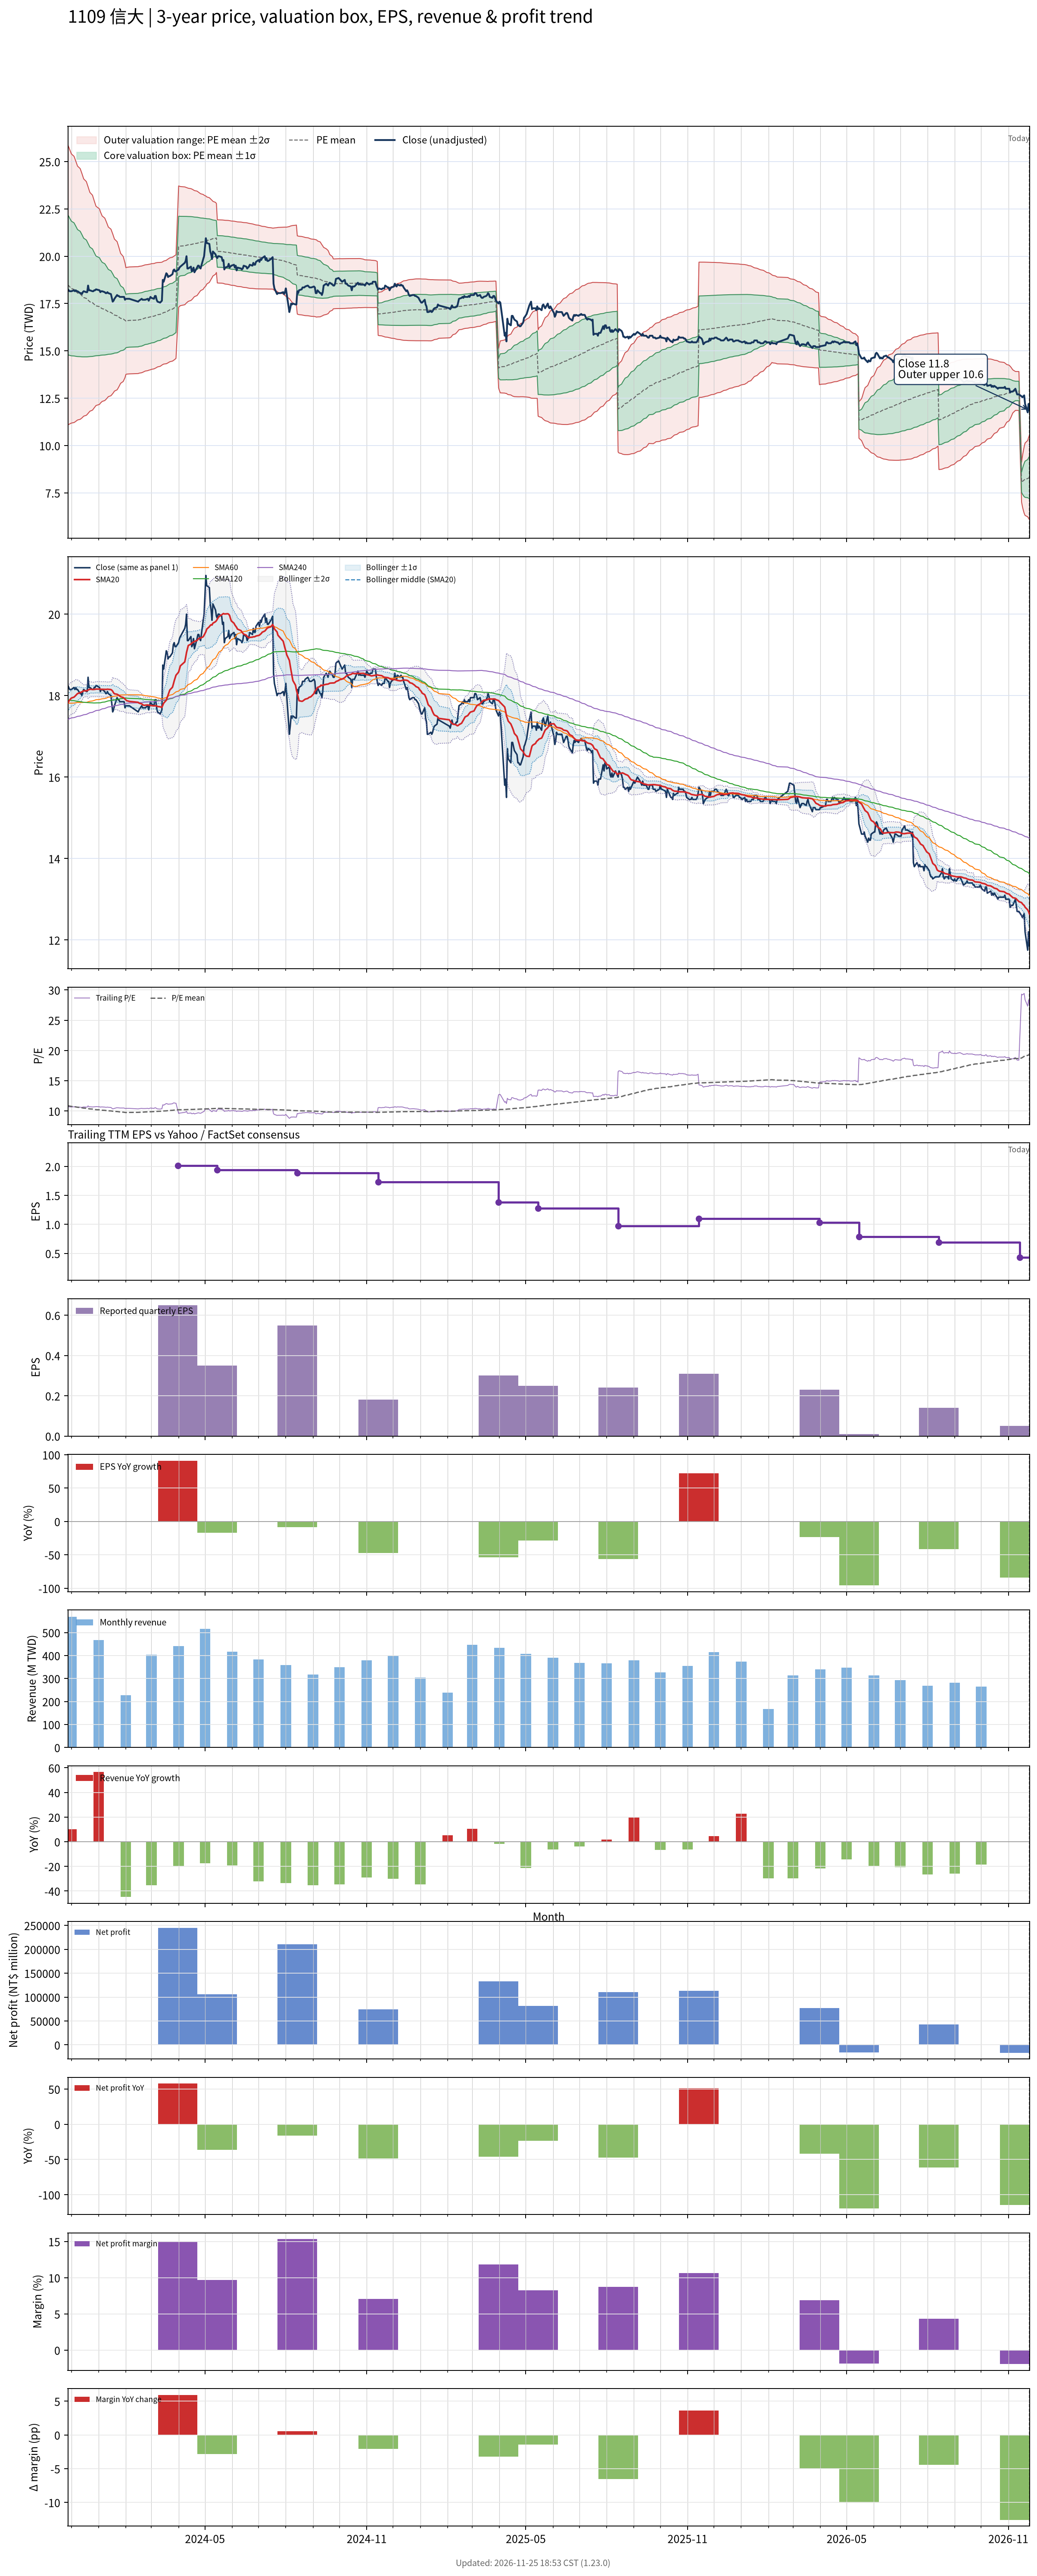 1109 信大 | 3-year price, valuation box, EPS, revenue & profit trend
Outer valuation range: PE mean ±2σ
Core valuation box: PE mean ±1σ
PE mean
Close (unadjusted)
Today
Price (TWD)
25.0
22.5
20.0
17.5
15.0
12.5
10.0
7.5
Close 11.8
Outer upper 10.6
Close (same as panel 1)
SMA20
SMA60
SMA120
SMA240
Bollinger ±2σ
Bollinger ±1σ
Bollinger middle (SMA20)
Price
20
18
16
14
12
Trailing P/E
P/E mean
P/E
30
25
20
15
10
Trailing TTM EPS vs Yahoo / FactSet consensus
Today
EPS
2.0
1.5
1.0
0.5
Reported quarterly EPS
EPS
0.6
0.4
0.2
0.0
EPS YoY growth
YoY (%)
100
50
0
-50
-100
Monthly revenue
Revenue (M TWD)
500
400
300
200
100
0
Revenue YoY growth
YoY (%)
60
40
20
0
-20
-40
Month
Net profit
Net profit (NT$ million)
250000
200000
150000
100000
50000
0
Net profit YoY
YoY (%)
50
0
-50
-100
Net profit margin
Margin (%)
15
10
5
0
Margin YoY change
Δ margin (pp)
5
0
-5
-10
2024-05
2024-11
2025-05
2025-11
2026-05
2026-11
Updated: 2026-11-25 18:53 CST (1.23.0)